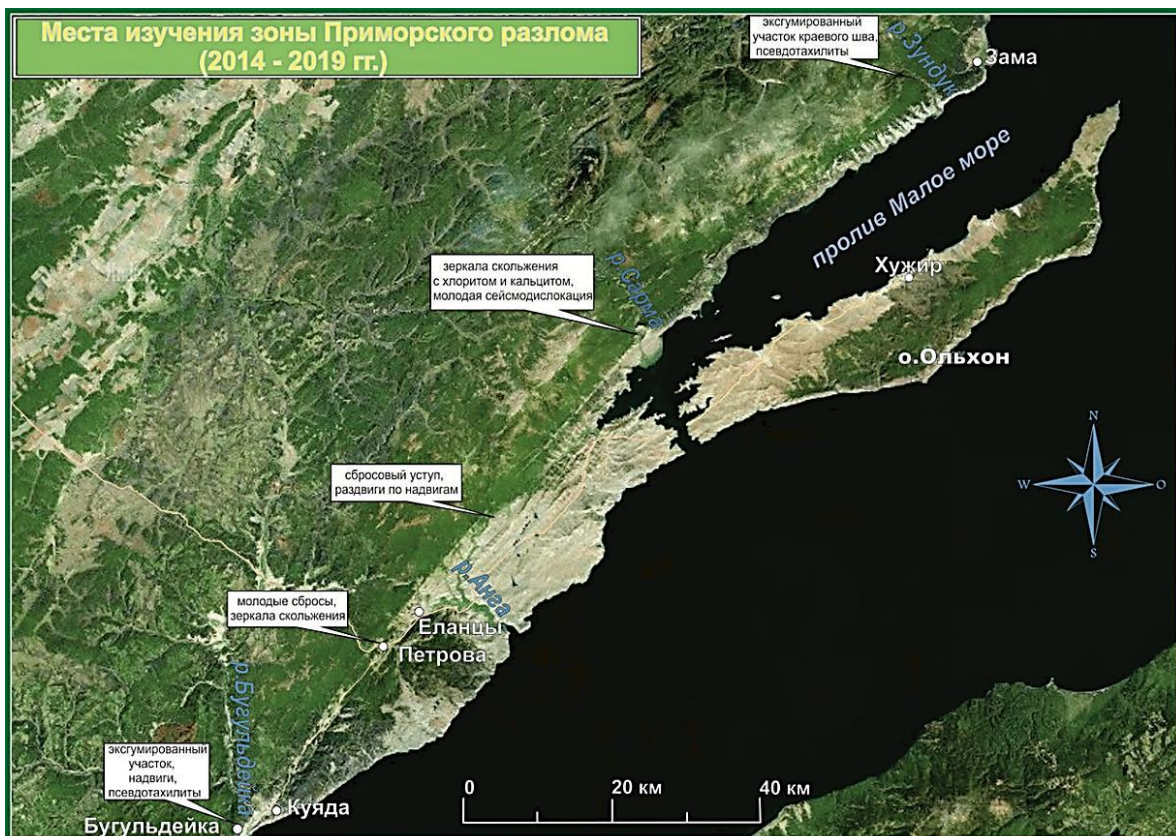 Места изучения зоны Приморского разлома
(2014 - 2019 гг.)
эксгумированный
участок краевого шва,
псевдотахилиты
р.Зундук
Зама
пролив Малое море
зеркала скольжения
с хлоритом и кальцитом,
молодая сейсмодислокация
р.Сарма
Хужир
о.Ольхон
N
W
O
S
сбросовый уступ,
раздвиги по надвигам
р.Анга
молодые сбросы,
зеркала скольжения
Еланцы
Петрова
р.Бугульдейка
эксгумированный
участок,
надвиги,
псевдотахилиты
Куяда
Бугульдейка
0
20 км
40 км